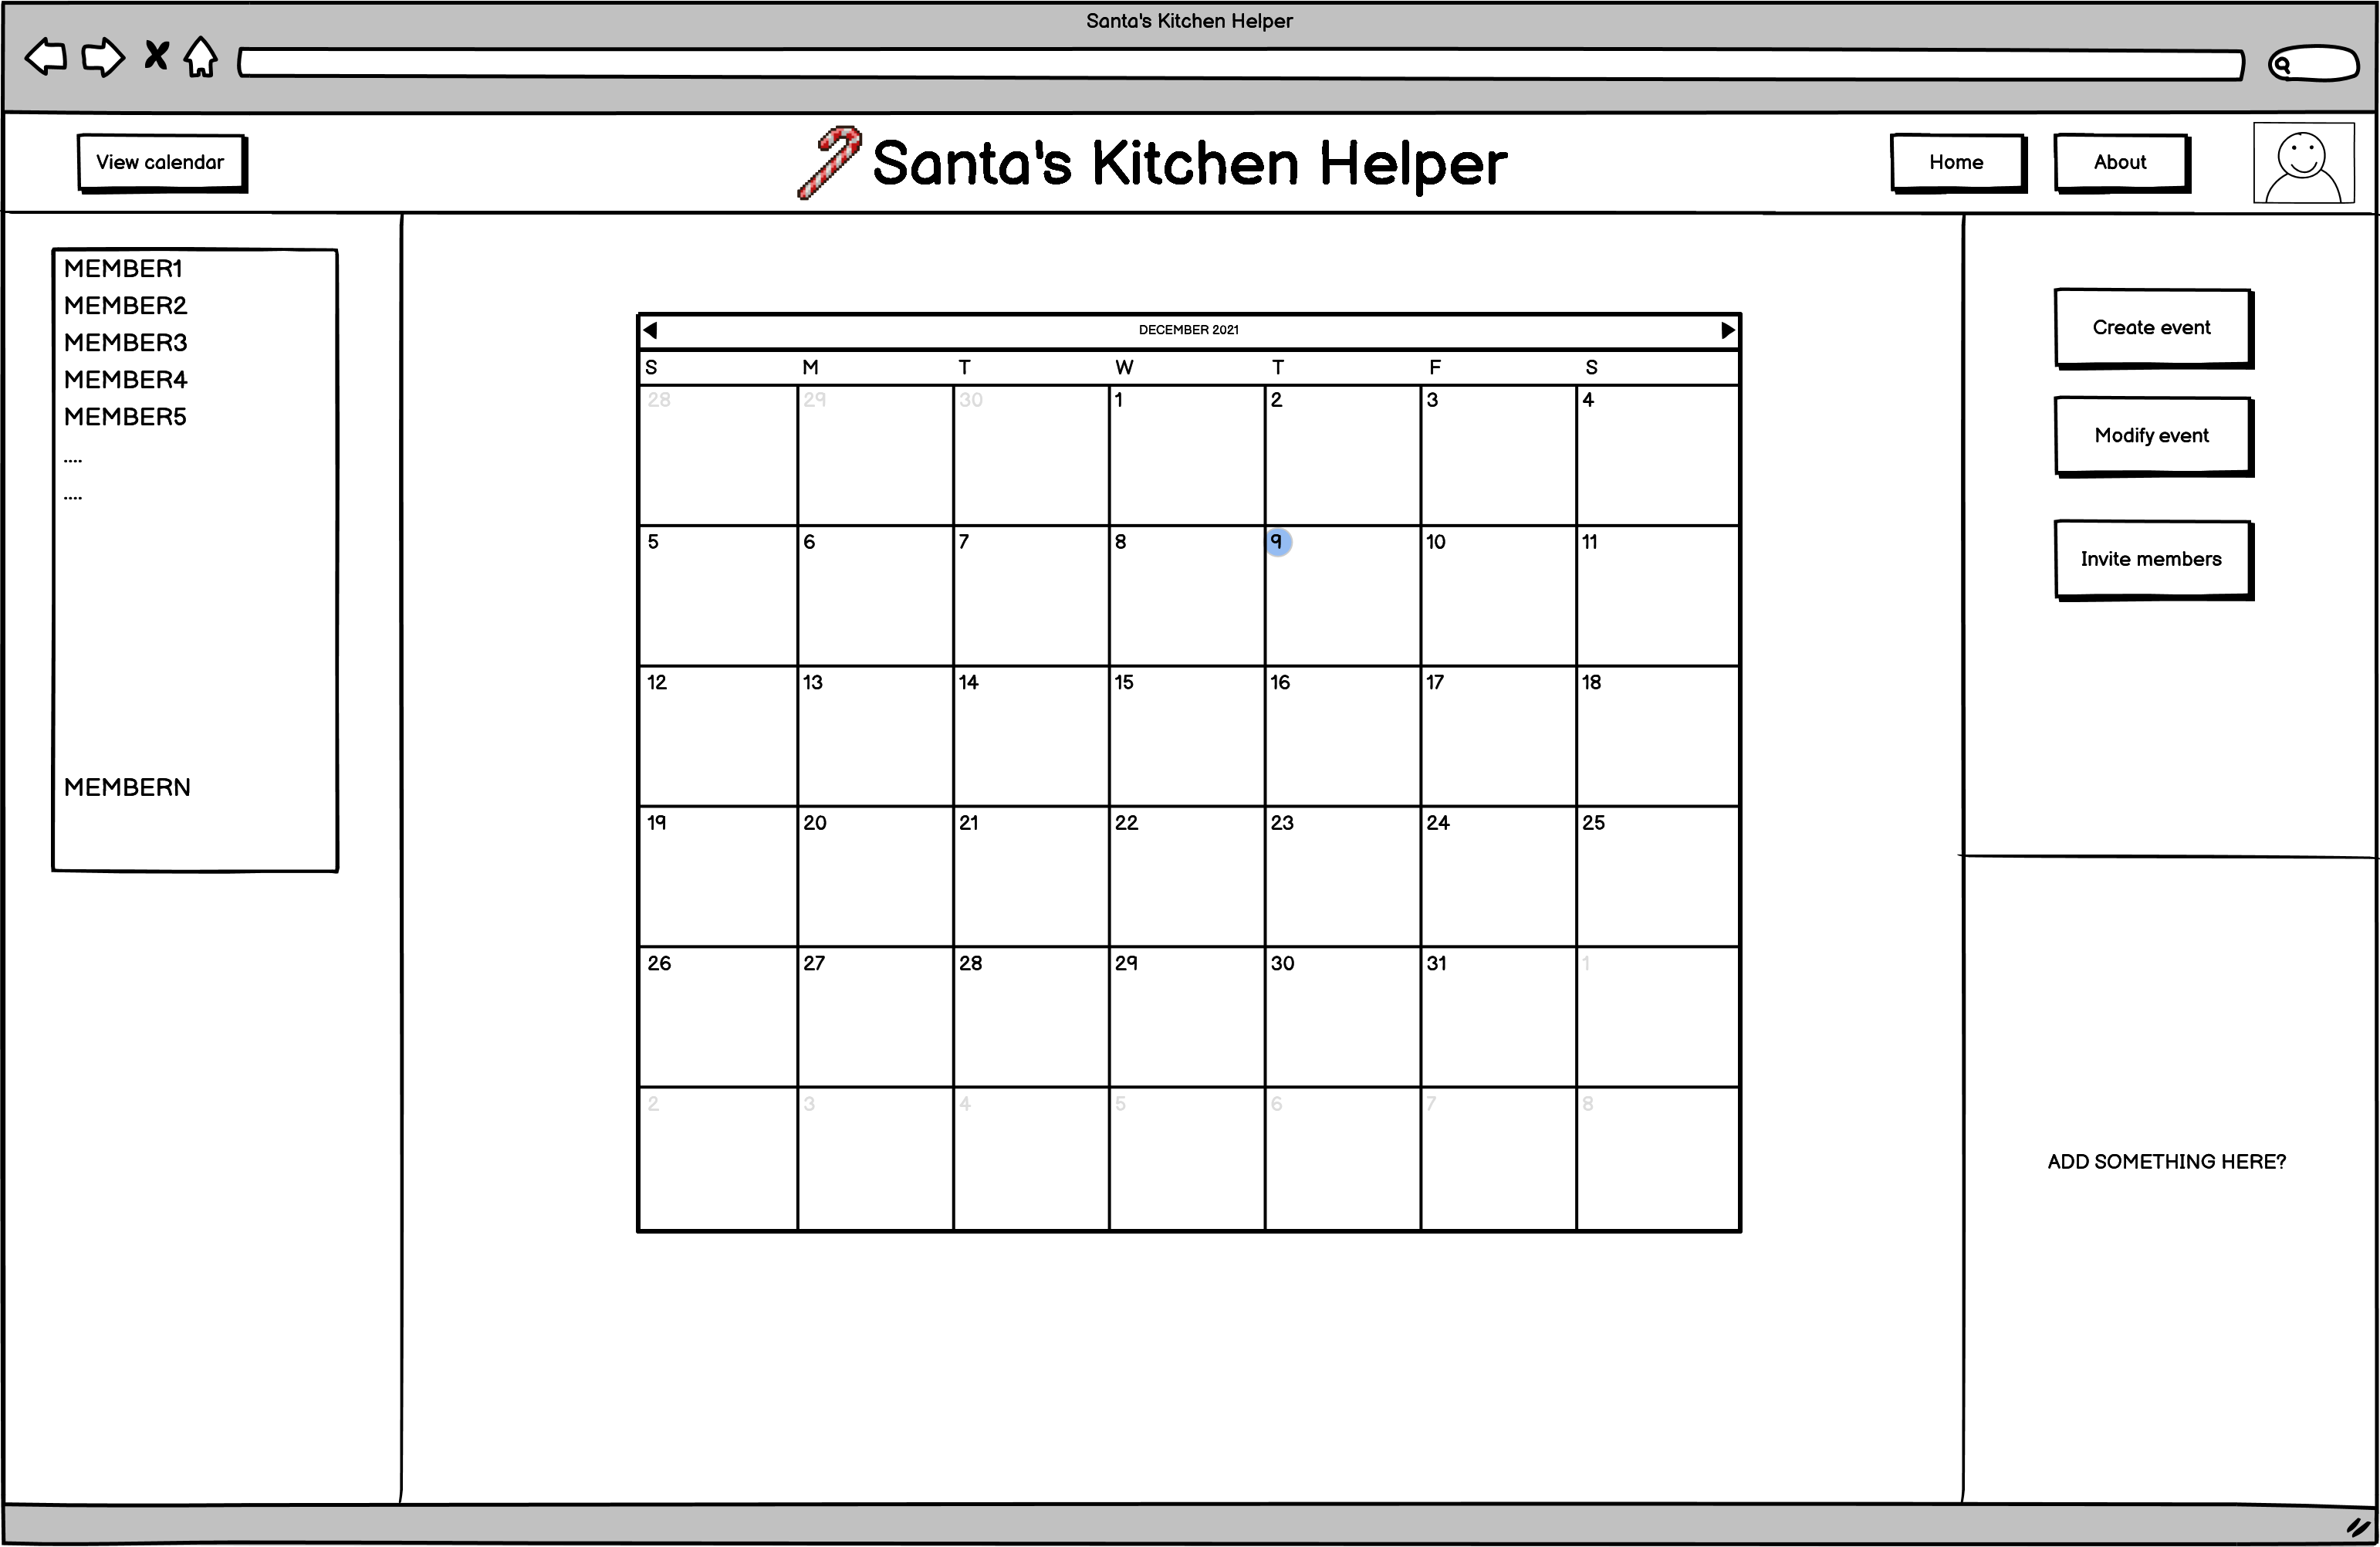 Santa's Kitchen Helper
View calendar
Santa's Kitchen Helper
Home
About
MEMBER1
MEMBER2
MEMBER3
MEMBER4
MEMBER5
....
....
MEMBERN
DECEMBER 2021
S M T W T F S
28 29 30 1 2 3 4
5 6 7 8 9 10 11
12 13 14 15 16 17 18
19 20 21 22 23 24 25
26 27 28 29 30 31 1
2 3 4 5 6 7 8
Create event
Modify event
Invite members
ADD SOMETHING HERE?